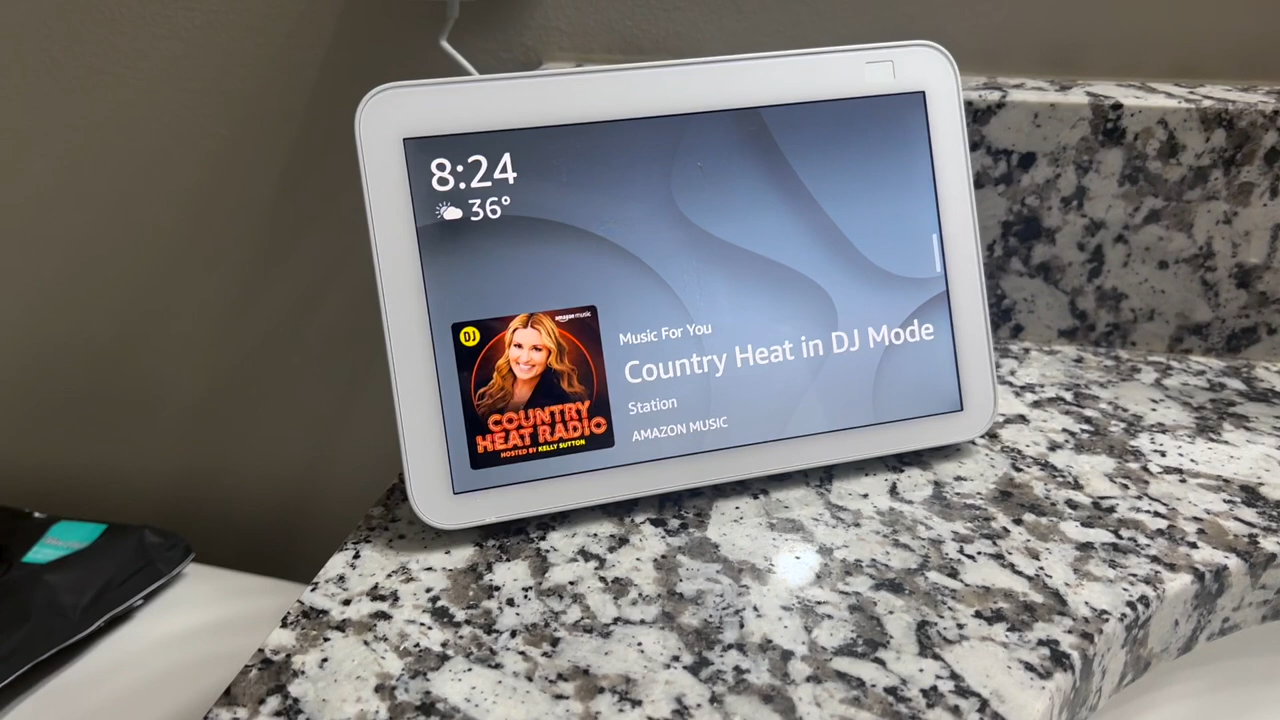 8:24
36°
DJ
amazon music
COUNTRY
HEAT RADIO
HOSTED BY KELLY SUTTON
Music For You
Country Heat in DJ Mode
Station
AMAZON MUSIC